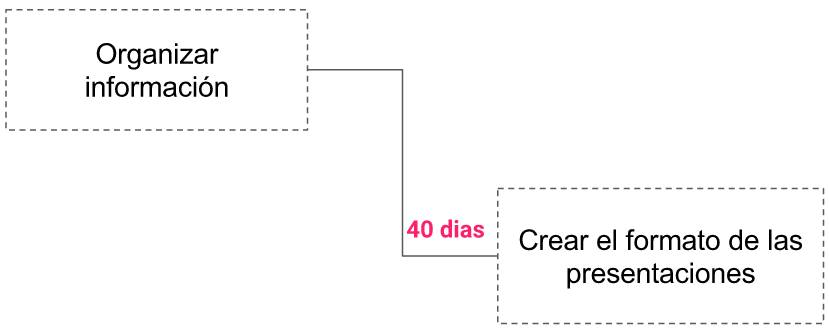 Organizar
información
40 dias
Crear el formato de las
presentaciones